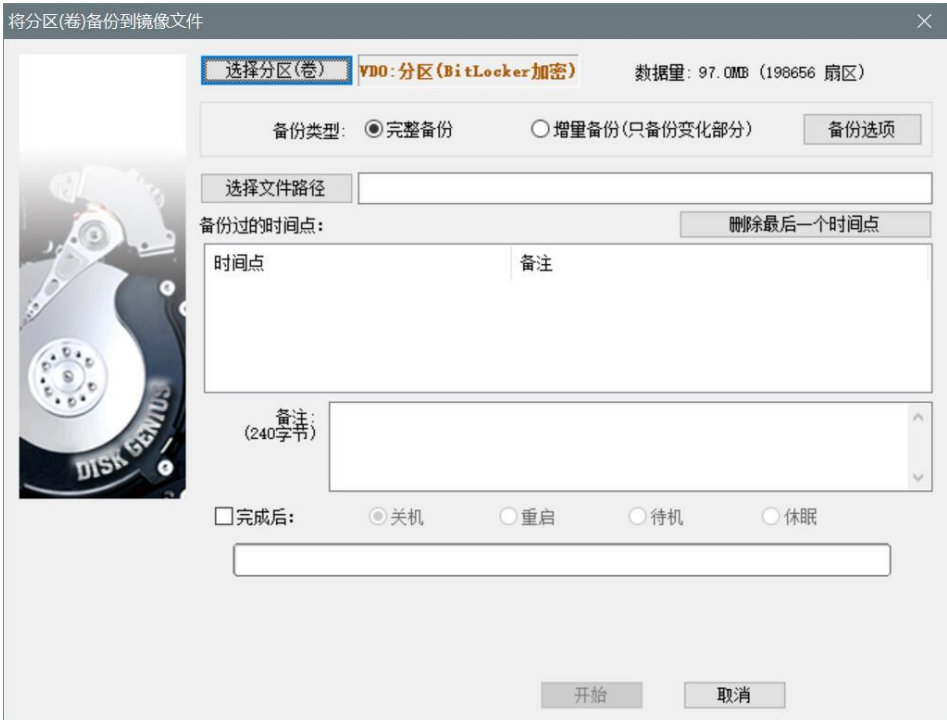 将分区(卷)备份到镜像文件
选择分区(卷) VD0:分区(BitLocker加密) 数据量: 97.0MB (198656 扇区)
备份类型: 完整备份 增量备份(只备份变化部分) 备份选项
选择文件路径
备份过的时间点: 删除最后一个时间点
时间点 备注
备注:
(240字节)
DISK GENIUS
完成后: 关机 重启 待机 休眠
开始 取消